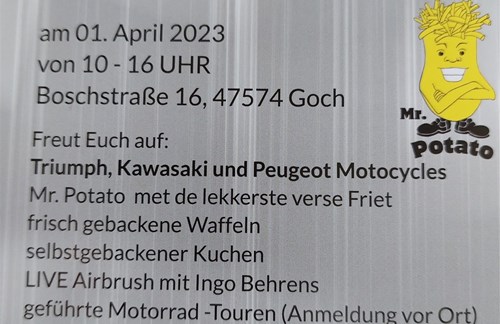 am 01. April 2023
von 10 - 16 UHR
Boschstraße 16, 47574 Goch
Mr.
Potato
Freut Euch auf:
Triumph, Kawasaki und Peugeot Motocycles
Mr. Potato met de lekkerste verse Friet
frisch gebackene Waffeln
selbstgebackener Kuchen
LIVE Airbrush mit Ingo Behrens
geführte Motorrad -Touren (Anmeldung vor Ort)